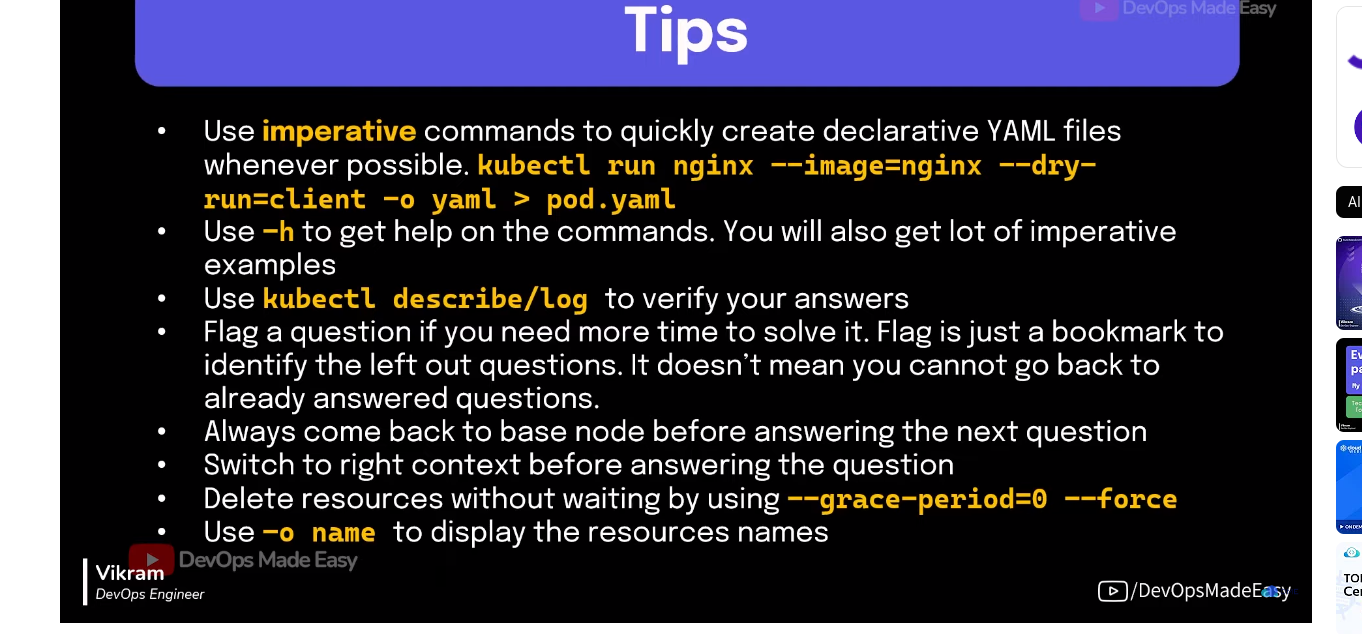 DevOps Made Easy
Tips
• Use imperative commands to quickly create declarative YAML files
whenever possible. kubectl run nginx --image=nginx --dry-
run=client -o yaml > pod.yaml
• Use -h to get help on the commands. You will also get lot of imperative
examples
• Use kubectl describe/log to verify your answers
• Flag a question if you need more time to solve it. Flag is just a bookmark to
identify the left out questions. It doesn't mean you cannot go back to
already answered questions.
• Always come back to base node before answering the next question
• Switch to right context before answering the question
• Delete resources without waiting by using --grace-period=0 --force
• Use -o name to display the resources names
DevOps Made Easy
Vikram
DevOps Engineer
/DevOpsMadeEasy
AI